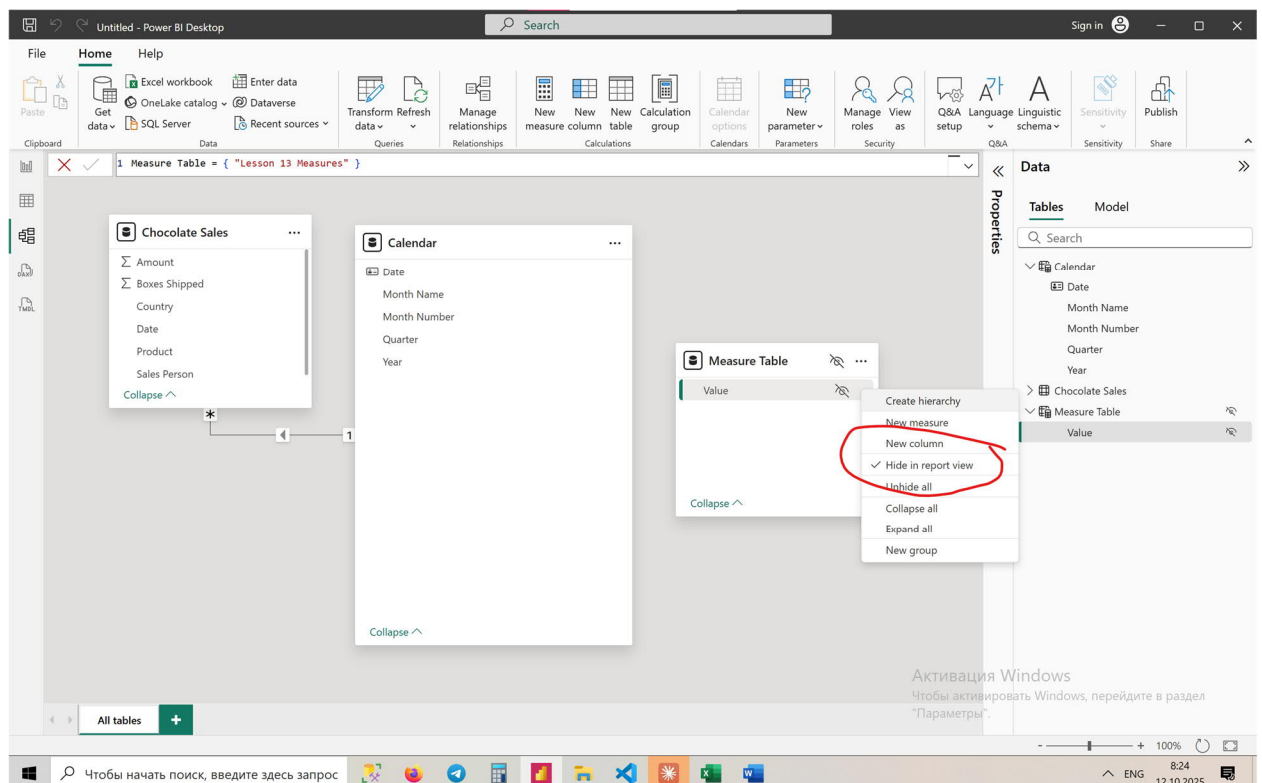 Untitled - Power BI Desktop
Search
Sign in
File Home Help
Paste
Clipboard
Get data
Excel workbook
OneLake catalog
SQL Server
Enter data
Dataverse
Recent sources
Data
Transform data
Refresh
Queries
Manage relationships
Relationships
New measure
New column
New table
Calculation group
Calculations
Calendar options
Calendars
New parameter
Parameters
Manage roles
View as
Security
Q&A setup
Language
Linguistic schema
Q&A
Sensitivity
Sensitivity
Publish
Share
1 Measure Table = { "Lesson 13 Measures" }
DAX
TMDL
Chocolate Sales
Amount
Boxes Shipped
Country
Date
Product
Sales Person
Collapse
*
1
Calendar
Date
Month Name
Month Number
Quarter
Year
Collapse
Measure Table
Value
Collapse
Create hierarchy
New measure
New column
Hide in report view
Unhide all
Collapse all
Expand all
New group
Properties
Data
Tables Model
Search
Calendar
Date
Month Name
Month Number
Quarter
Year
Chocolate Sales
Measure Table
Value
Активация Windows
Чтобы активировать Windows, перейдите в раздел
"Параметры".
All tables
+
- + 100%
Чтобы начать поиск, введите здесь запрос
ENG
8:24
12.10.2025